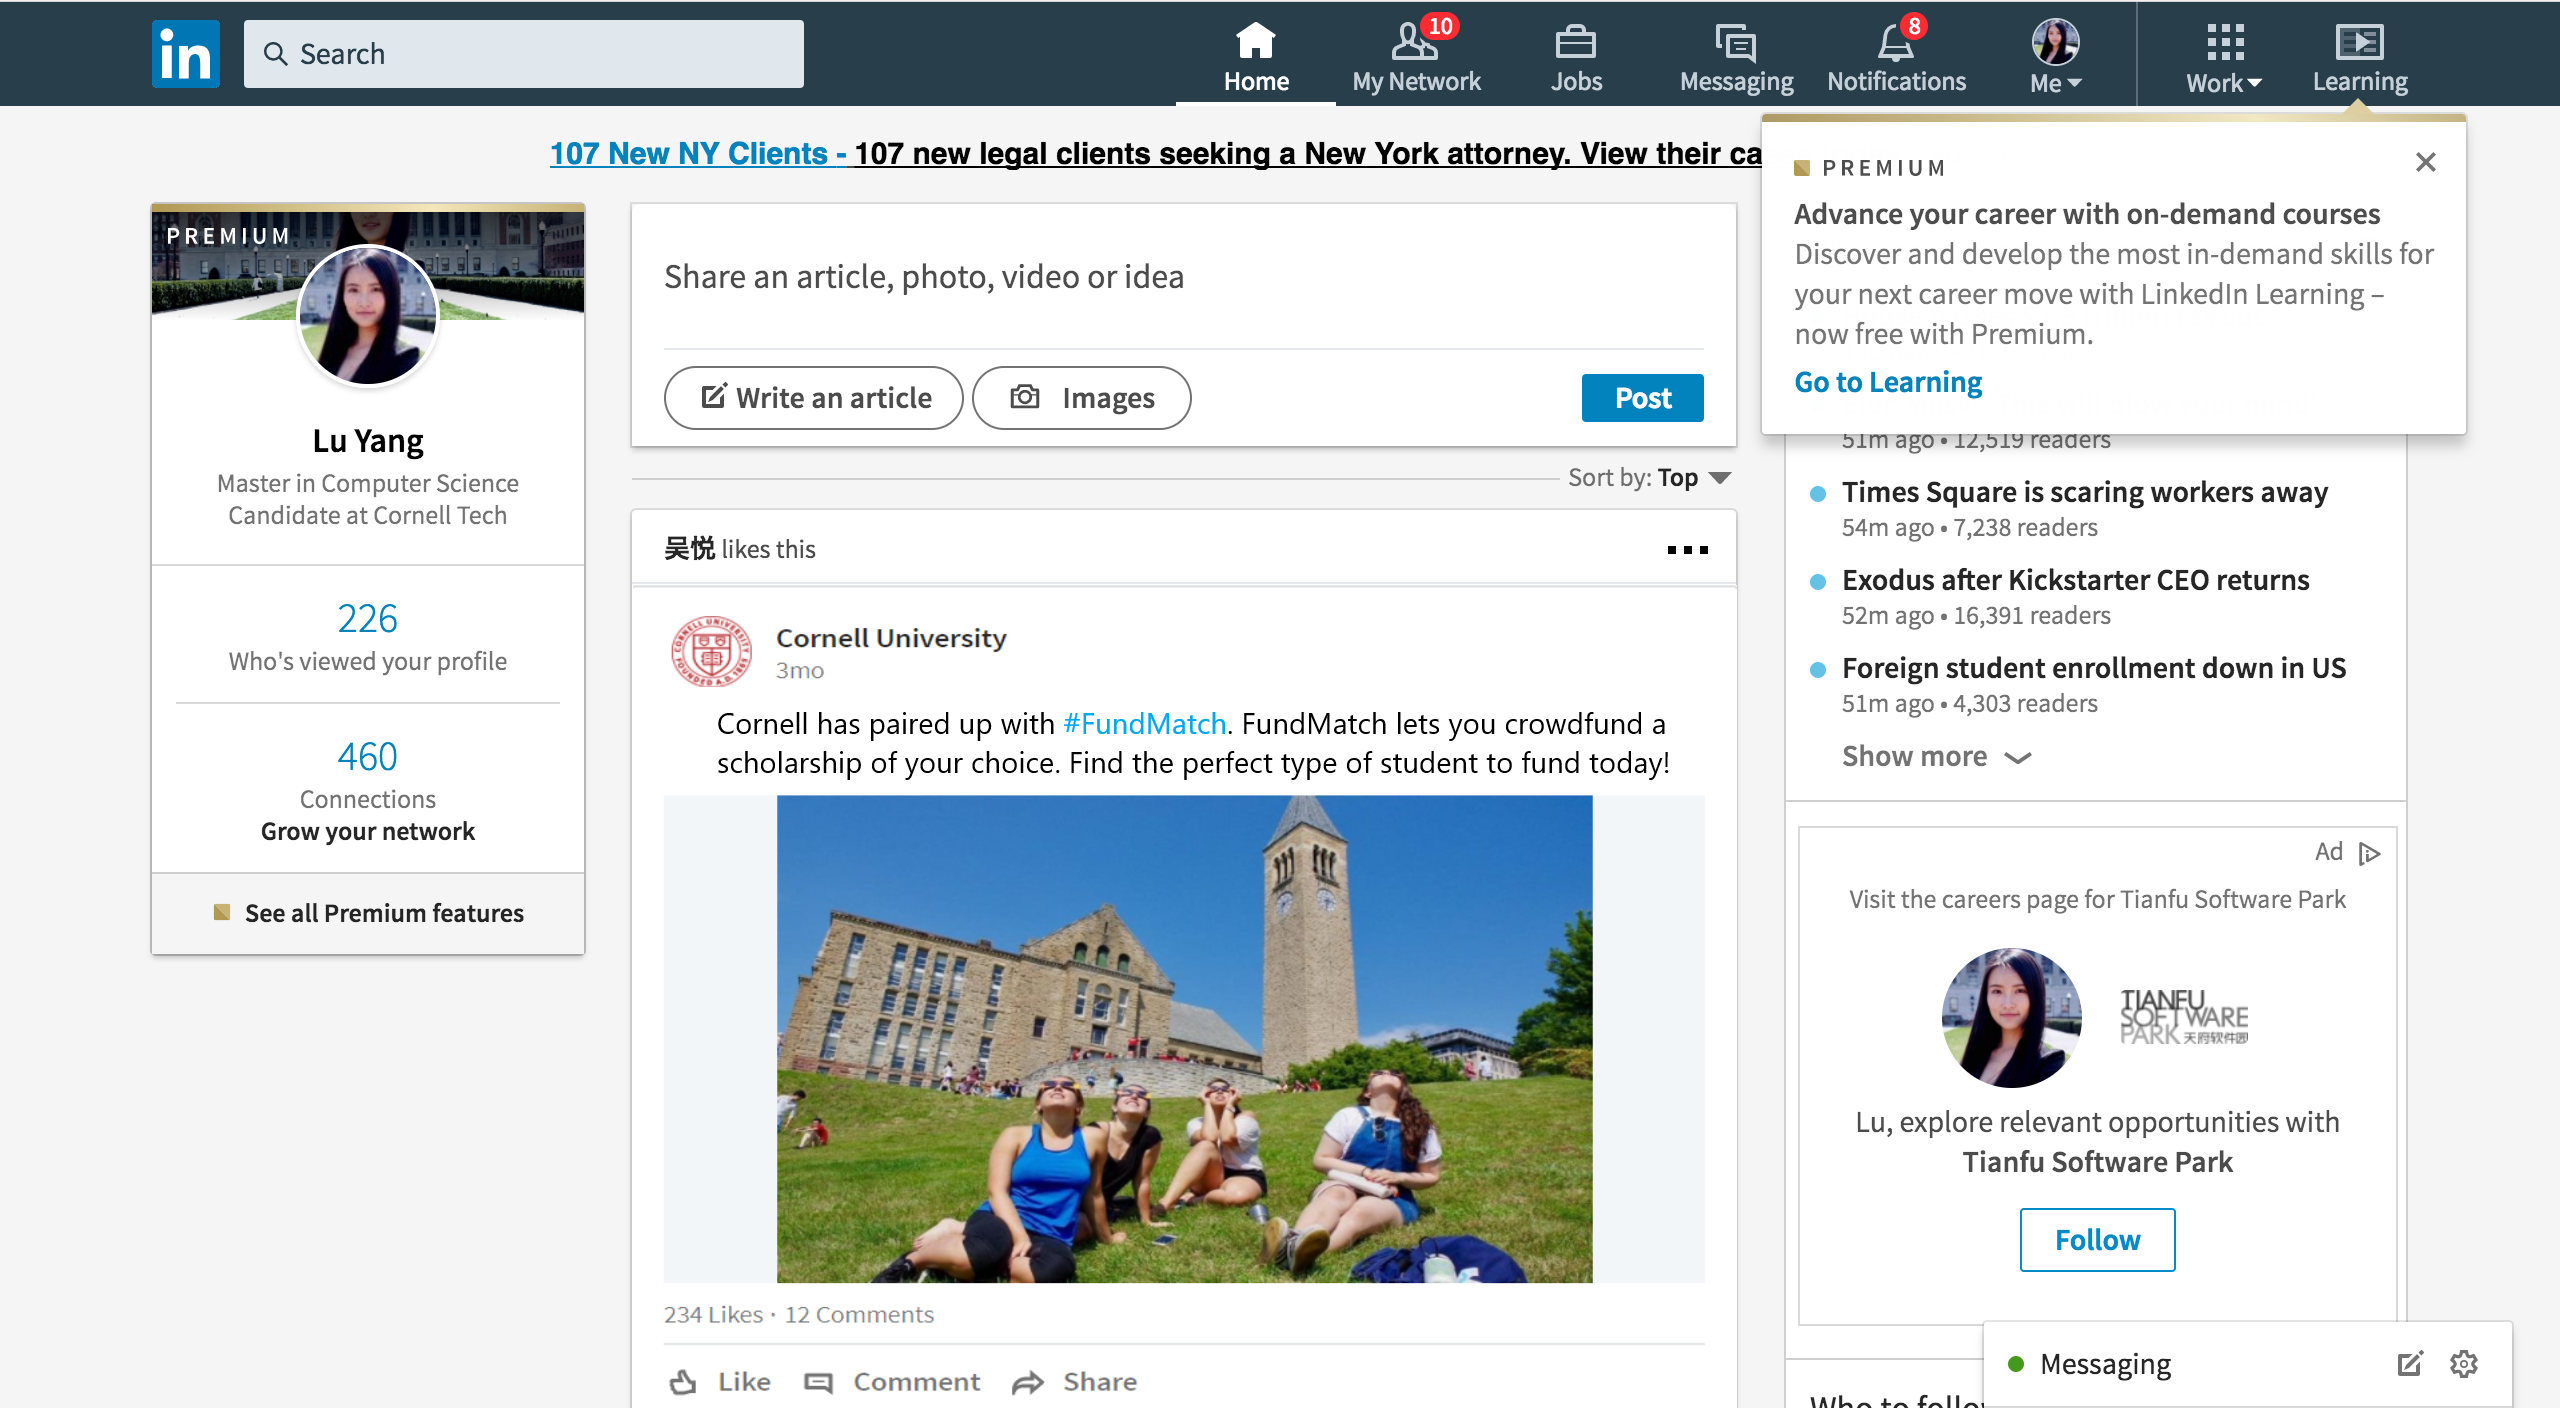 in
Search
Home
10
My Network
Jobs
Messaging
8
Notifications
Me
Work
Learning
107 New NY Clients - 107 new legal clients seeking a New York attorney. View their ca
PREMIUM
Advance your career with on-demand courses
Discover and develop the most in-demand skills for
your next career move with LinkedIn Learning –
now free with Premium.
Go to Learning
PREMIUM
Lu Yang
Master in Computer Science
Candidate at Cornell Tech
226
Who's viewed your profile
460
Connections
Grow your network
See all Premium features
Share an article, photo, video or idea
Write an article
Images
Post
Sort by: Top
吴悦 likes this
Cornell University
3mo
Cornell has paired up with #FundMatch. FundMatch lets you crowdfund a
scholarship of your choice. Find the perfect type of student to fund today!
234 Likes · 12 Comments
Like
Comment
Share
51m ago • 12,519 readers
Times Square is scaring workers away
54m ago • 7,238 readers
Exodus after Kickstarter CEO returns
52m ago • 16,391 readers
Foreign student enrollment down in US
51m ago • 4,303 readers
Show more
Ad
Visit the careers page for Tianfu Software Park
TIANFU
SOFTWARE
PARK 天府软件园
Lu, explore relevant opportunities with
Tianfu Software Park
Follow
Messaging
Who to follo